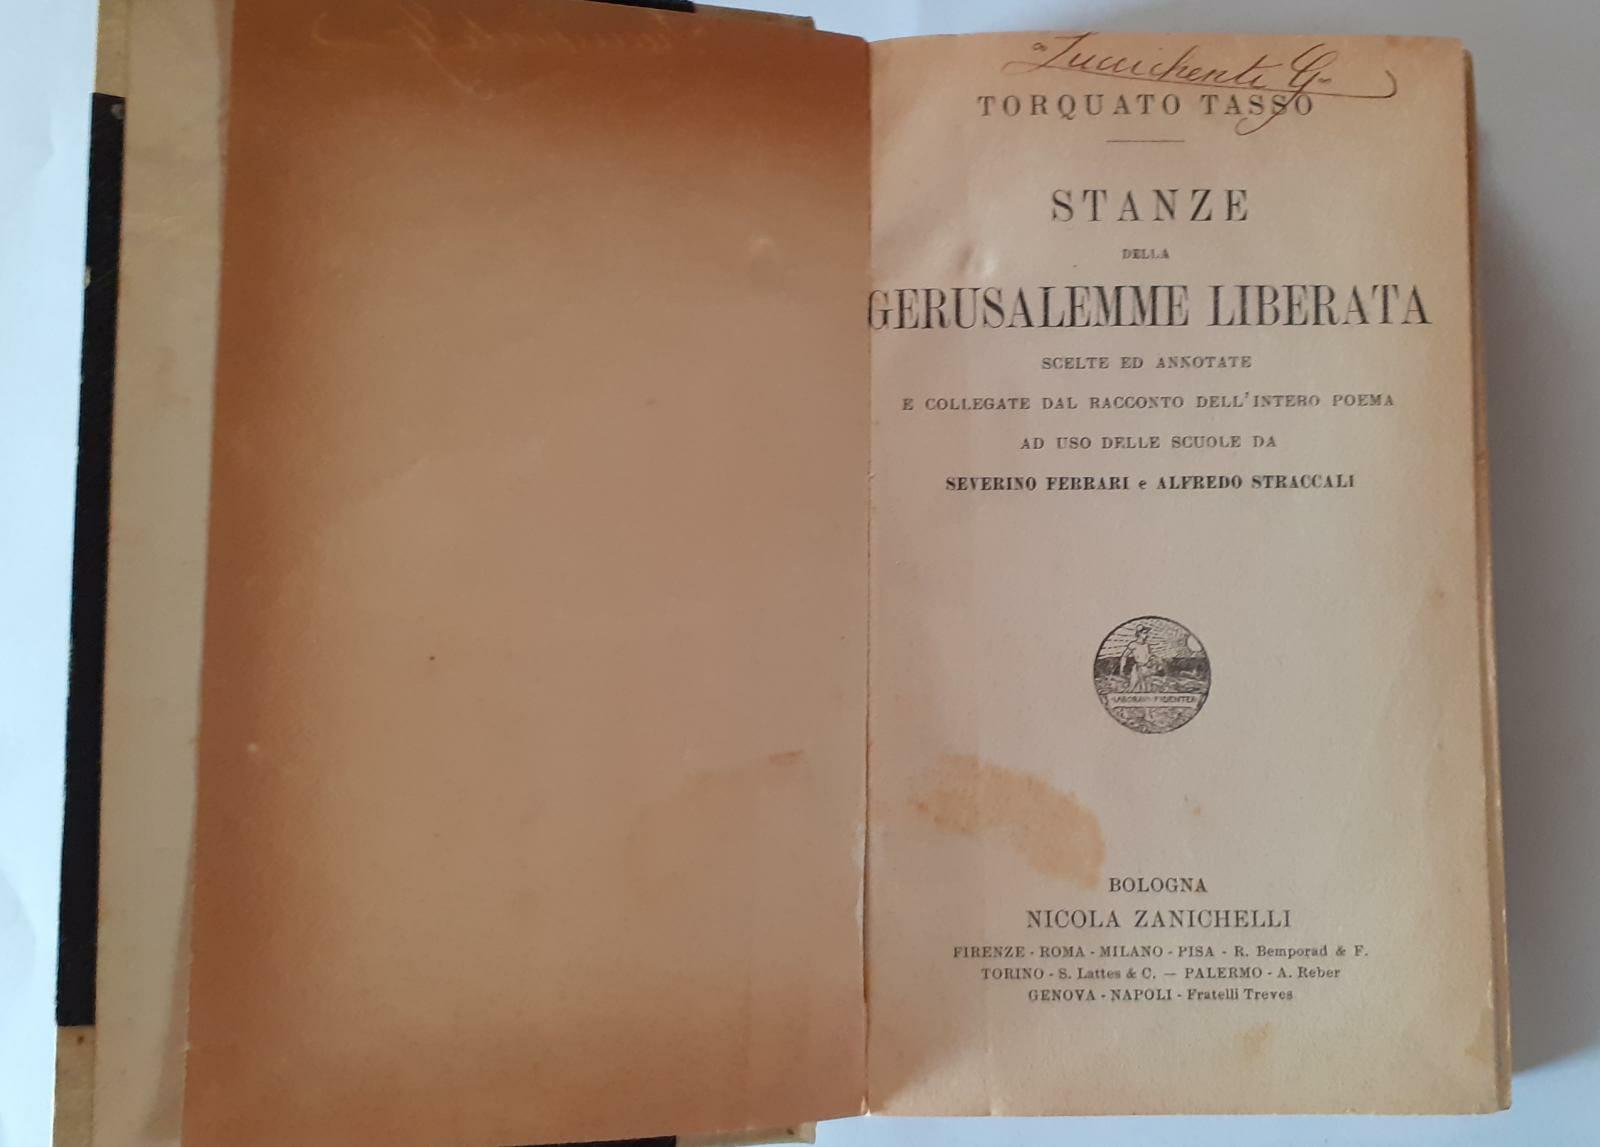 TORQUATO TASSO
STANZE
DELLA
GERUSALEMME LIBERATA
SCELTE ED ANNOTATE
E COLLEGATE DAL RACCONTO DELL'INTERO POEMA
AD USO DELLE SCUOLE DA
SEVERINO FERRARI e ALFREDO STRACCALI
BOLOGNA
NICOLA ZANICHELLI
FIRENZE - ROMA - MILANO - PISA - R. Bemporad & F.
TORINO - S. Lattes & C. — PALERMO - A. Reber
GENOVA - NAPOLI - Fratelli Treves